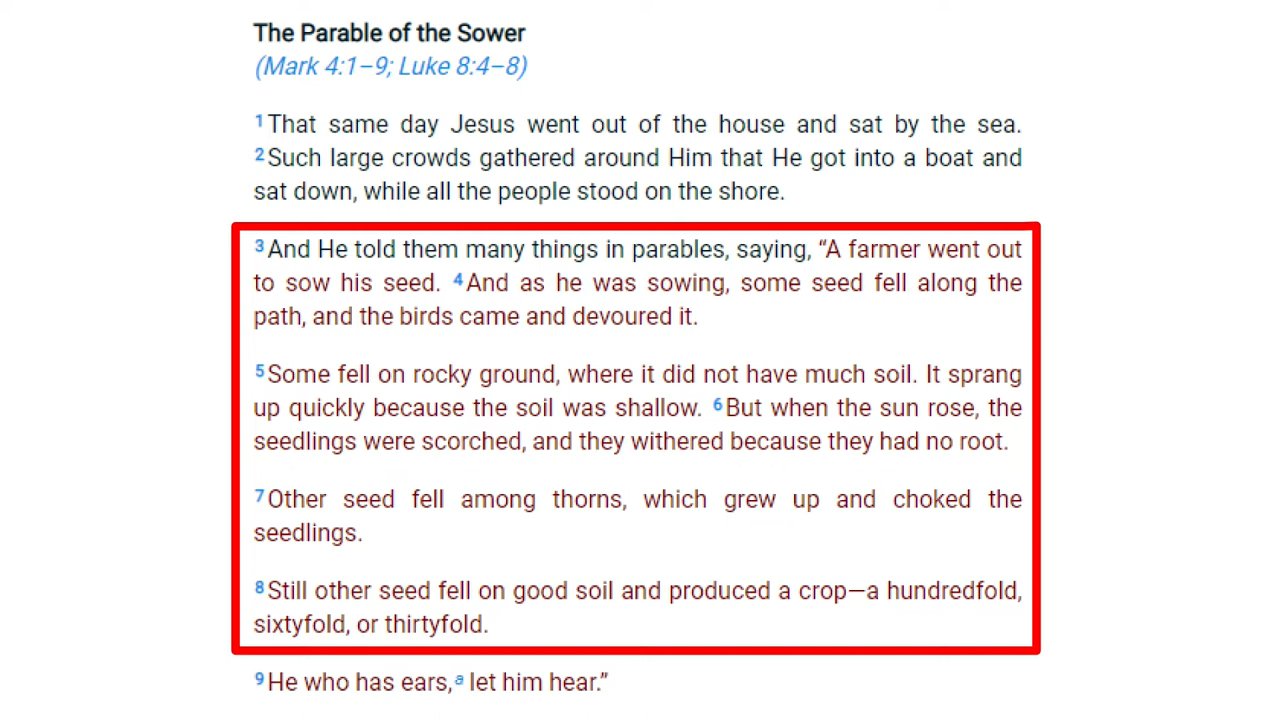 The Parable of the Sower
(Mark 4:1–9; Luke 8:4–8)
1 That same day Jesus went out of the house and sat by the sea.
2 Such large crowds gathered around Him that He got into a boat and
sat down, while all the people stood on the shore.
3 And He told them many things in parables, saying, “A farmer went out
to sow his seed. 4 And as he was sowing, some seed fell along the
path, and the birds came and devoured it.
5 Some fell on rocky ground, where it did not have much soil. It sprang
up quickly because the soil was shallow. 6 But when the sun rose, the
seedlings were scorched, and they withered because they had no root.
7 Other seed fell among thorns, which grew up and choked the
seedlings.
8 Still other seed fell on good soil and produced a crop—a hundredfold,
sixtyfold, or thirtyfold.
9 He who has ears,a let him hear.”